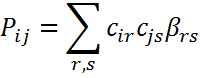 $P_{ij} = \sum_{r,s} c_{ir} c_{js} \beta_{rs}$